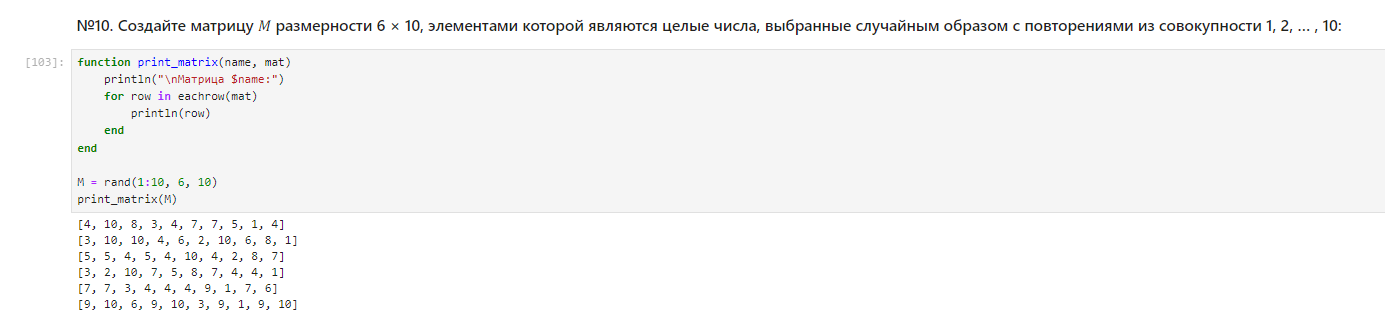 №10. Создайте матрицу M размерности 6 × 10, элементами которой являются целые числа, выбранные случайным образом с повторениями из совокупности 1, 2, ... , 10:
[103]: function print_matrix(name, mat)
println("\nМатрица $name:")
for row in eachrow(mat)
println(row)
end
end
M = rand(1:10, 6, 10)
print_matrix(M)
[4, 10, 8, 3, 4, 7, 7, 5, 1, 4]
[3, 10, 10, 4, 6, 2, 10, 6, 8, 1]
[5, 5, 4, 5, 4, 10, 4, 2, 8, 7]
[3, 2, 10, 7, 5, 8, 7, 4, 4, 1]
[7, 7, 3, 4, 4, 4, 9, 1, 7, 6]
[9, 10, 6, 9, 10, 3, 9, 1, 9, 10]